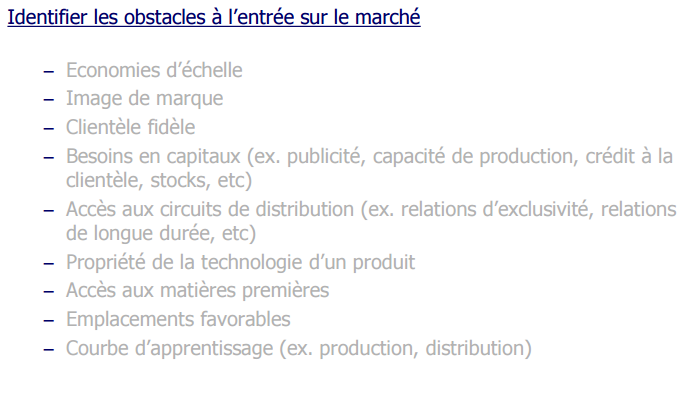 Identifier les obstacles à l’entrée sur le marché
– Economies d’échelle
– Image de marque
– Clientèle fidèle
– Besoins en capitaux (ex. publicité, capacité de production, crédit à la
clientèle, stocks, etc)
– Accès aux circuits de distribution (ex. relations d’exclusivité, relations
de longue durée, etc)
– Propriété de la technologie d’un produit
– Accès aux matières premières
– Emplacements favorables
– Courbe d’apprentissage (ex. production, distribution)